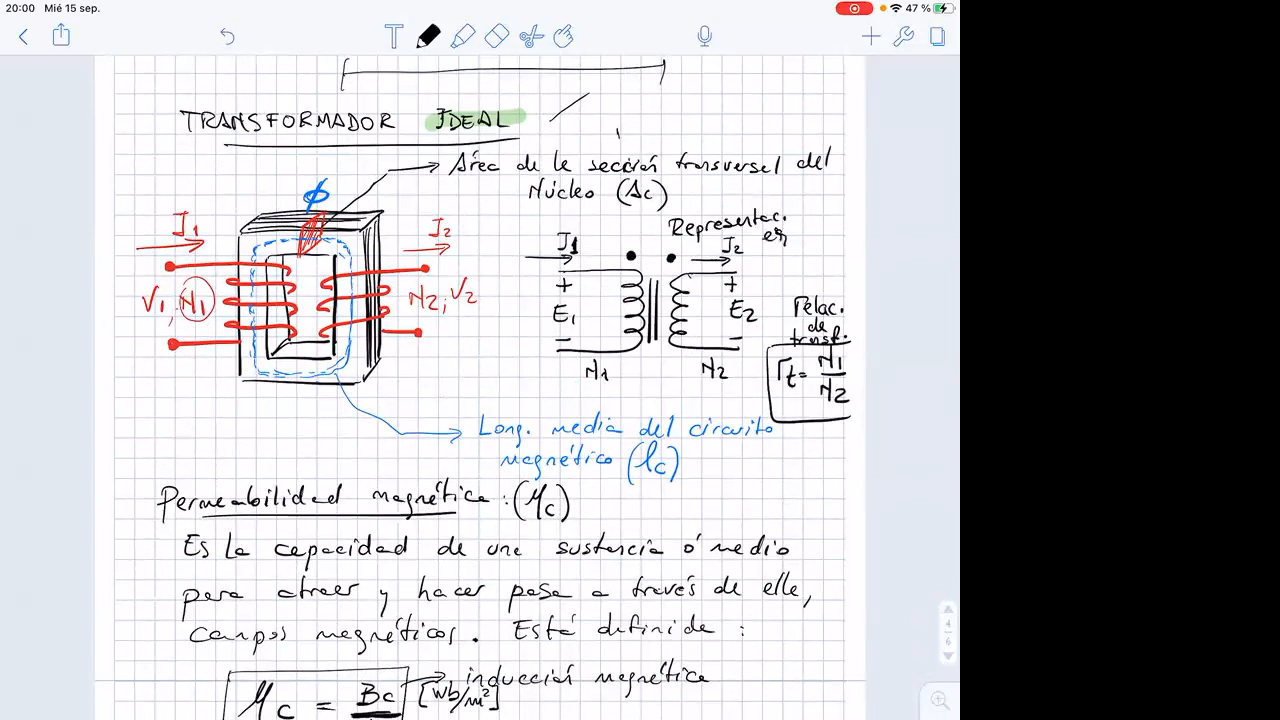 20:00 Mié 15 sep.
47 %
TRANSFORMADOR IDEAL
Área de la sección transversal del
Núcleo (Ac)
ϕ
I1
I2
V1, N1
N2, V2
Representac.
I1
I2
+
+
E1
E2
-
-
N1
N2
Relac.
de
transf.
rt = N1/N2
Long. media del circuito
magnético (lc)
Permeabilidad magnética: (μc)
Es la capacidad de una sustancia ó medio
para atraer y hacer pasa a través de ella,
campos magnéticos. Está definida :
inducción magnética
μc = Bc [wb/m²]
4
6